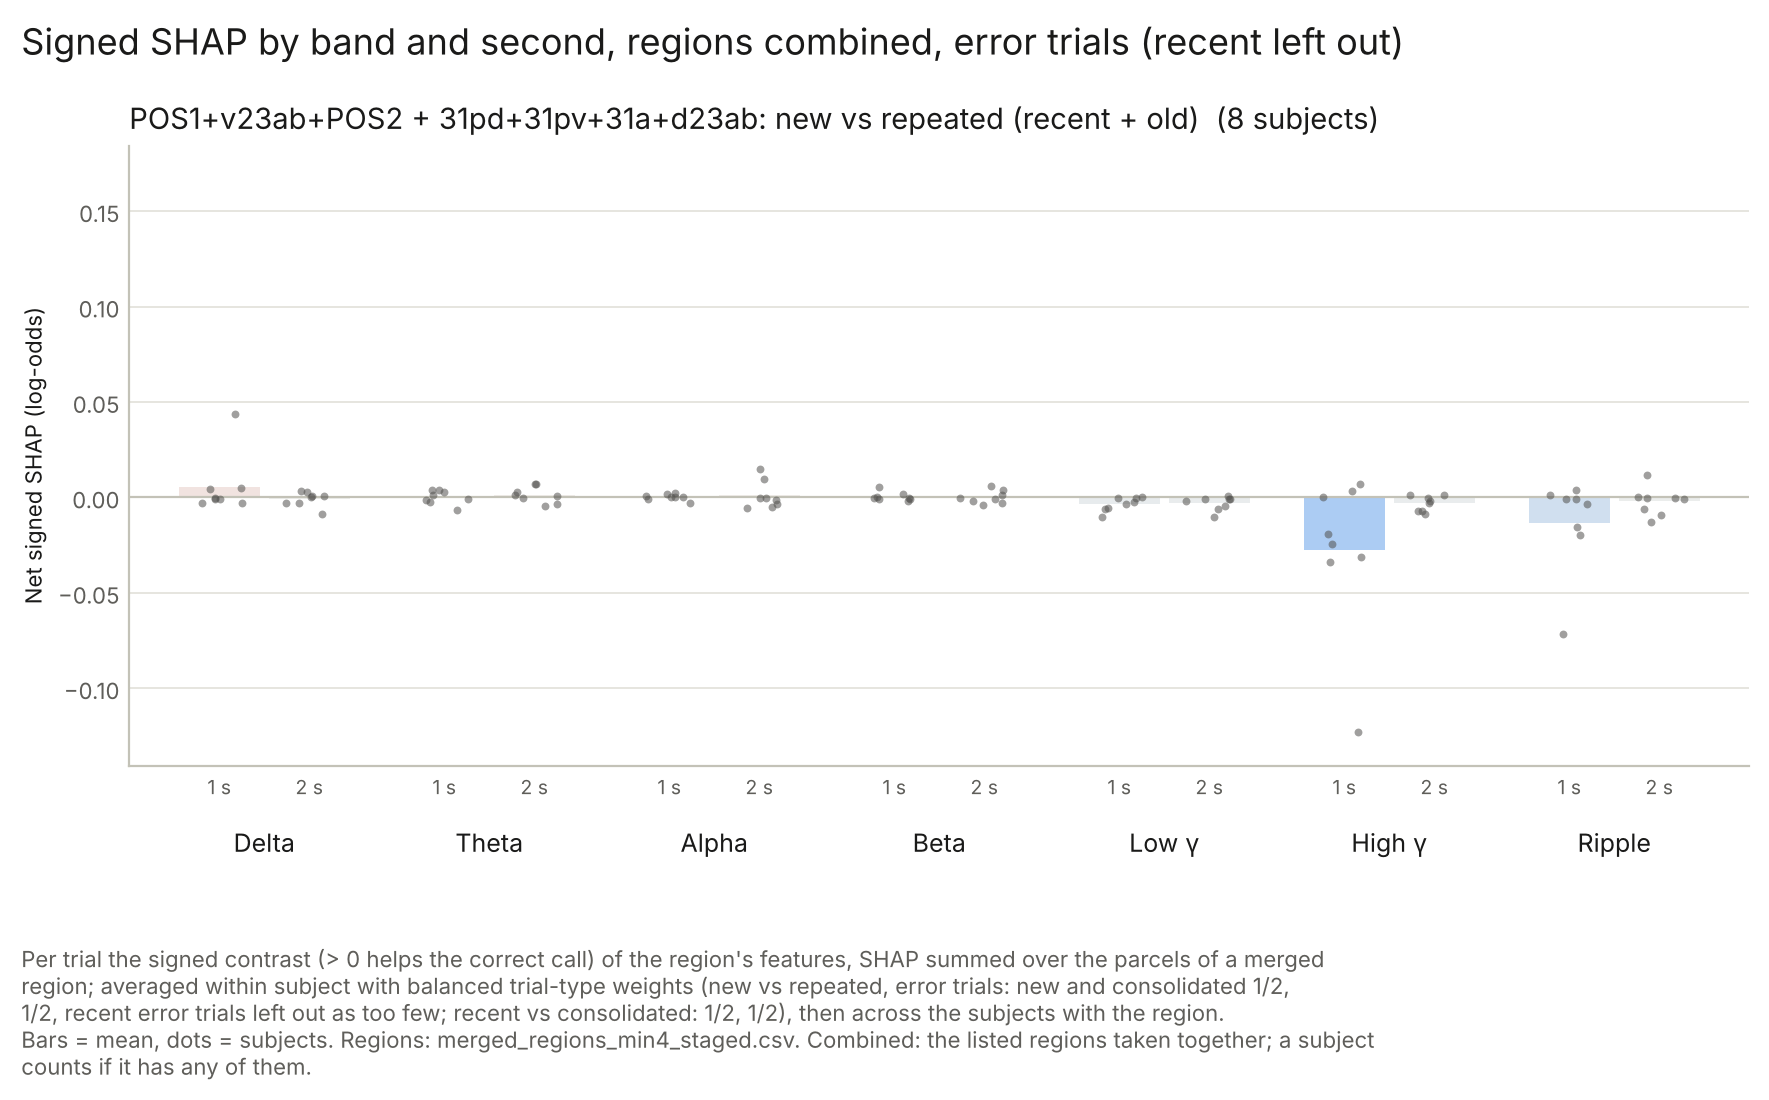 Signed SHAP by band and second, regions combined, error trials (recent left out)
POS1+v23ab+POS2 + 31pd+31pv+31a+d23ab: new vs repeated (recent + old)  (8 subjects)
Net signed SHAP (log-odds)
0.15
0.10
0.05
0.00
−0.05
−0.10
1 s 2 s 1 s 2 s 1 s 2 s 1 s 2 s 1 s 2 s 1 s 2 s 1 s 2 s
Delta Theta Alpha Beta Low γ High γ Ripple
Per trial the signed contrast (> 0 helps the correct call) of the region's features, SHAP summed over the parcels of a merged
region; averaged within subject with balanced trial-type weights (new vs repeated, error trials: new and consolidated 1/2,
1/2, recent error trials left out as too few; recent vs consolidated: 1/2, 1/2), then across the subjects with the region.
Bars = mean, dots = subjects. Regions: merged_regions_min4_staged.csv. Combined: the listed regions taken together; a subject
counts if it has any of them.